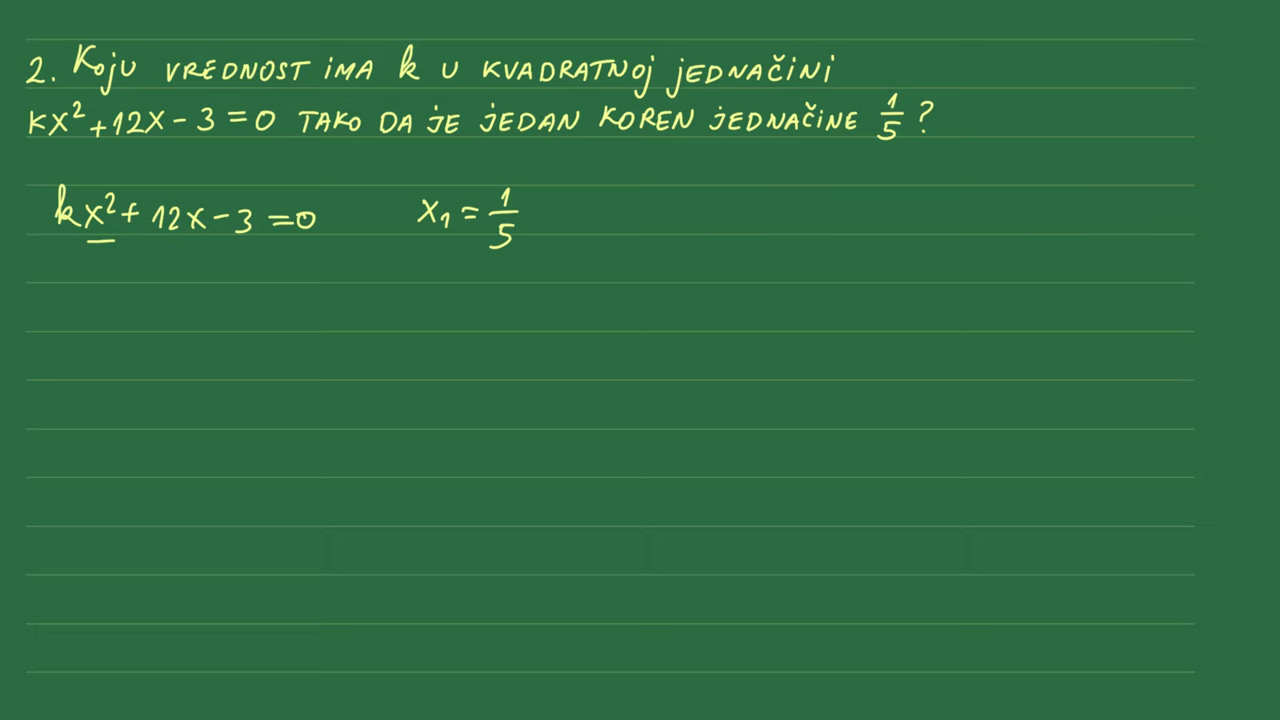 2. Koju VREDNOST IMA k U KVADRATNOJ JEDNAČINI
kx²+12x-3=0 TAKO DA JE JEDAN KOREN JEDNAČINE 1/5?
kx²+12x-3=0 x₁=1/5